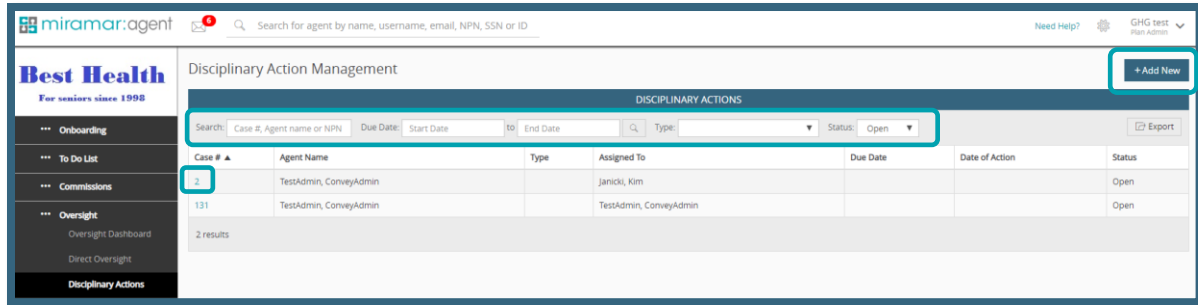 miramar:agent 6 Search for agent by name, username, email, NPN, SSN or ID Need Help? GHG test
Plan Admin
Best Health
For seniors since 1998
Disciplinary Action Management + Add New
DISCIPLINARY ACTIONS
Search: Case #, Agent name or NPN Due Date: Start Date to End Date Type: Status: Open Export
Case # Agent Name Type Assigned To Due Date Date of Action Status
2 TestAdmin, ConveyAdmin Janicki, Kim Open
131 TestAdmin, ConveyAdmin TestAdmin, ConveyAdmin Open
2 results
Onboarding
To Do List
Commissions
Oversight
Oversight Dashboard
Direct Oversight
Disciplinary Actions